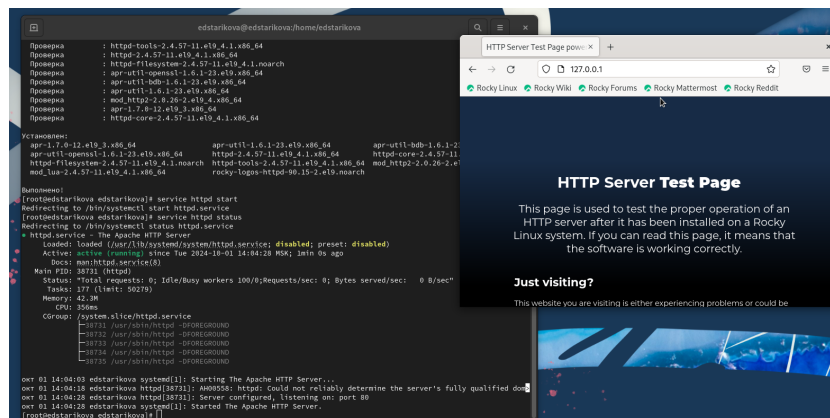 edstarikova@edstarikova:/home/edstarikova
Проверка : httpd-tools-2.4.57-11.el9_4.1.x86_64
Проверка : httpd-2.4.57-11.el9_4.1.x86_64
Проверка : httpd-filesystem-2.4.57-11.el9_4.1.noarch
Проверка : apr-util-openssl-1.6.1-23.el9.x86_64
Проверка : apr-util-bdb-1.6.1-23.el9.x86_64
Проверка : apr-util-1.6.1-23.el9.x86_64
Проверка : mod_http2-2.0.26-2.el9_4.x86_64
Проверка : apr-1.7.0-12.el9_3.x86_64
Проверка : httpd-core-2.4.57-11.el9_4.1.x86_64
Установлен:
apr-1.7.0-12.el9_3.x86_64 apr-util-1.6.1-23.el9.x86_64 apr-util-bdb-1.6.1-23
apr-util-openssl-1.6.1-23.el9.x86_64 httpd-2.4.57-11.el9_4.1.x86_64 httpd-core-2.4.57-11.
httpd-filesystem-2.4.57-11.el9_4.1.noarch httpd-tools-2.4.57-11.el9_4.1.x86_64 mod_http2-2.0.26-2.el
mod_lua-2.4.57-11.el9_4.1.x86_64 rocky-logos-httpd-90.15-2.el9.noarch
Выполнено!
[root@edstarikova edstarikova]# service httpd start
Redirecting to /bin/systemctl start httpd.service
[root@edstarikova edstarikova]# service httpd status
Redirecting to /bin/systemctl status httpd.service
● httpd.service - The Apache HTTP Server
Loaded: loaded (/usr/lib/systemd/system/httpd.service; disabled; preset: disabled)
Active: active (running) since Tue 2024-10-01 14:04:28 MSK; 1min 0s ago
Docs: man:httpd.service(8)
Main PID: 38731 (httpd)
Status: "Total requests: 0; Idle/Busy workers 100/0;Requests/sec: 0; Bytes served/sec: 0 B/sec"
Tasks: 177 (limit: 50279)
Memory: 42.3M
CPU: 356ms
CGroup: /system.slice/httpd.service
├─38731 /usr/sbin/httpd -DFOREGROUND
├─38732 /usr/sbin/httpd -DFOREGROUND
├─38733 /usr/sbin/httpd -DFOREGROUND
├─38734 /usr/sbin/httpd -DFOREGROUND
└─38735 /usr/sbin/httpd -DFOREGROUND
окт 01 14:04:03 edstarikova systemd[1]: Starting The Apache HTTP Server...
окт 01 14:04:18 edstarikova httpd[38731]: AH00558: httpd: Could not reliably determine the server's fully qualified dom>
окт 01 14:04:28 edstarikova httpd[38731]: Server configured, listening on: port 80
окт 01 14:04:28 edstarikova systemd[1]: Started The Apache HTTP Server.
[root@edstarikova edstarikova]#
HTTP Server Test Page powe
127.0.0.1
Rocky Linux Rocky Wiki Rocky Forums Rocky Mattermost Rocky Reddit
HTTP Server Test Page
This page is used to test the proper operation of an
HTTP server after it has been installed on a Rocky
Linux system. If you can read this page, it means that
the software is working correctly.
Just visiting?
This website you are visiting is either experiencing problems or could be